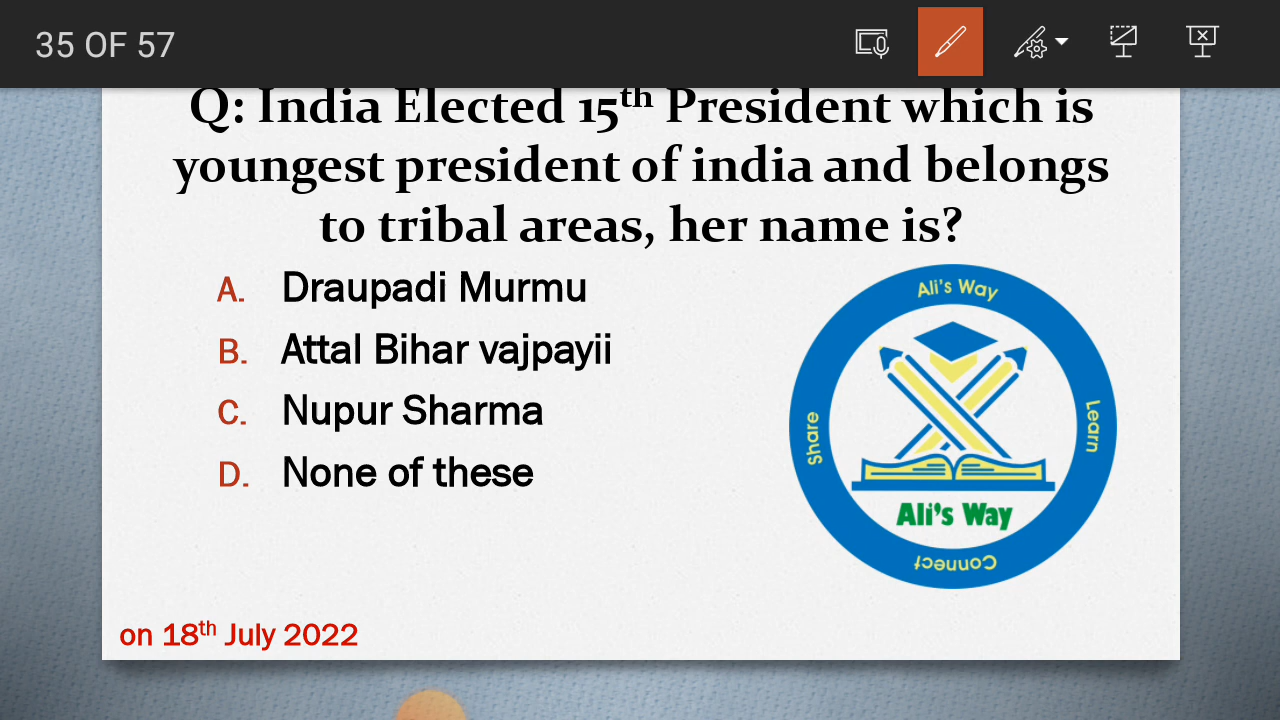 35 OF 57
Q: India Elected 15th President which is
youngest president of india and belongs
to tribal areas, her name is?
A. Draupadi Murmu
B. Attal Bihar vajpayii
C. Nupur Sharma
D. None of these
Ali's Way
Share
Learn
Ali's Way
Connect
on 18th July 2022